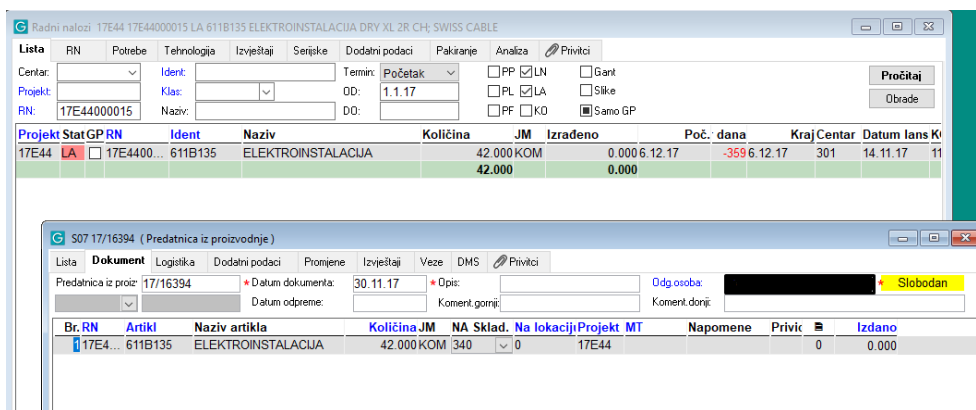 G Radni nalozi 17E44 17E44000015 LA 611B135 ELEKTROINSTALACIJA DRY XL 2R CH; SWISS CABLE
Lista RN Potrebe Tehnologija Izvještaji Serijske Dodatni podaci Pakiranje Analiza Privitci
Centar: Ident: Termin: Početak PP LN Gant Pročitaj
Projekt: Klas: OD: 1.1.17 PL LA Slike
RN: 17E44000015 Naziv: DO: PF KO Samo GP Obrade
Projekt Stat GP RN Ident Naziv Količina JM Izrađeno Poč. dana Kraj Centar Datum lans K
17E44 LA 17E4400... 611B135 ELEKTROINSTALACIJA 42.000 KOM 0.000 6.12.17 -359 6.12.17 301 14.11.17 11
42.000 0.000
G S07 17/16394 ( Predatnica iz proizvodnje )
Lista Dokument Logistika Dodatni podaci Promjene Izvještaji Veze DMS Privitci
Predatnica iz proiz 17/16394 * Datum dokumenta: 30.11.17 * Opis: Odg.osoba: * Slobodan
Datum odpreme: Koment.gornji: Koment.donji:
Br. RN Artikl Naziv artikla Količina JM NA Sklad. Na lokaciji Projekt MT Napomene Privic Izdano
1 17E4... 611B135 ELEKTROINSTALACIJA 42.000 KOM 340 0 17E44 0 0.000